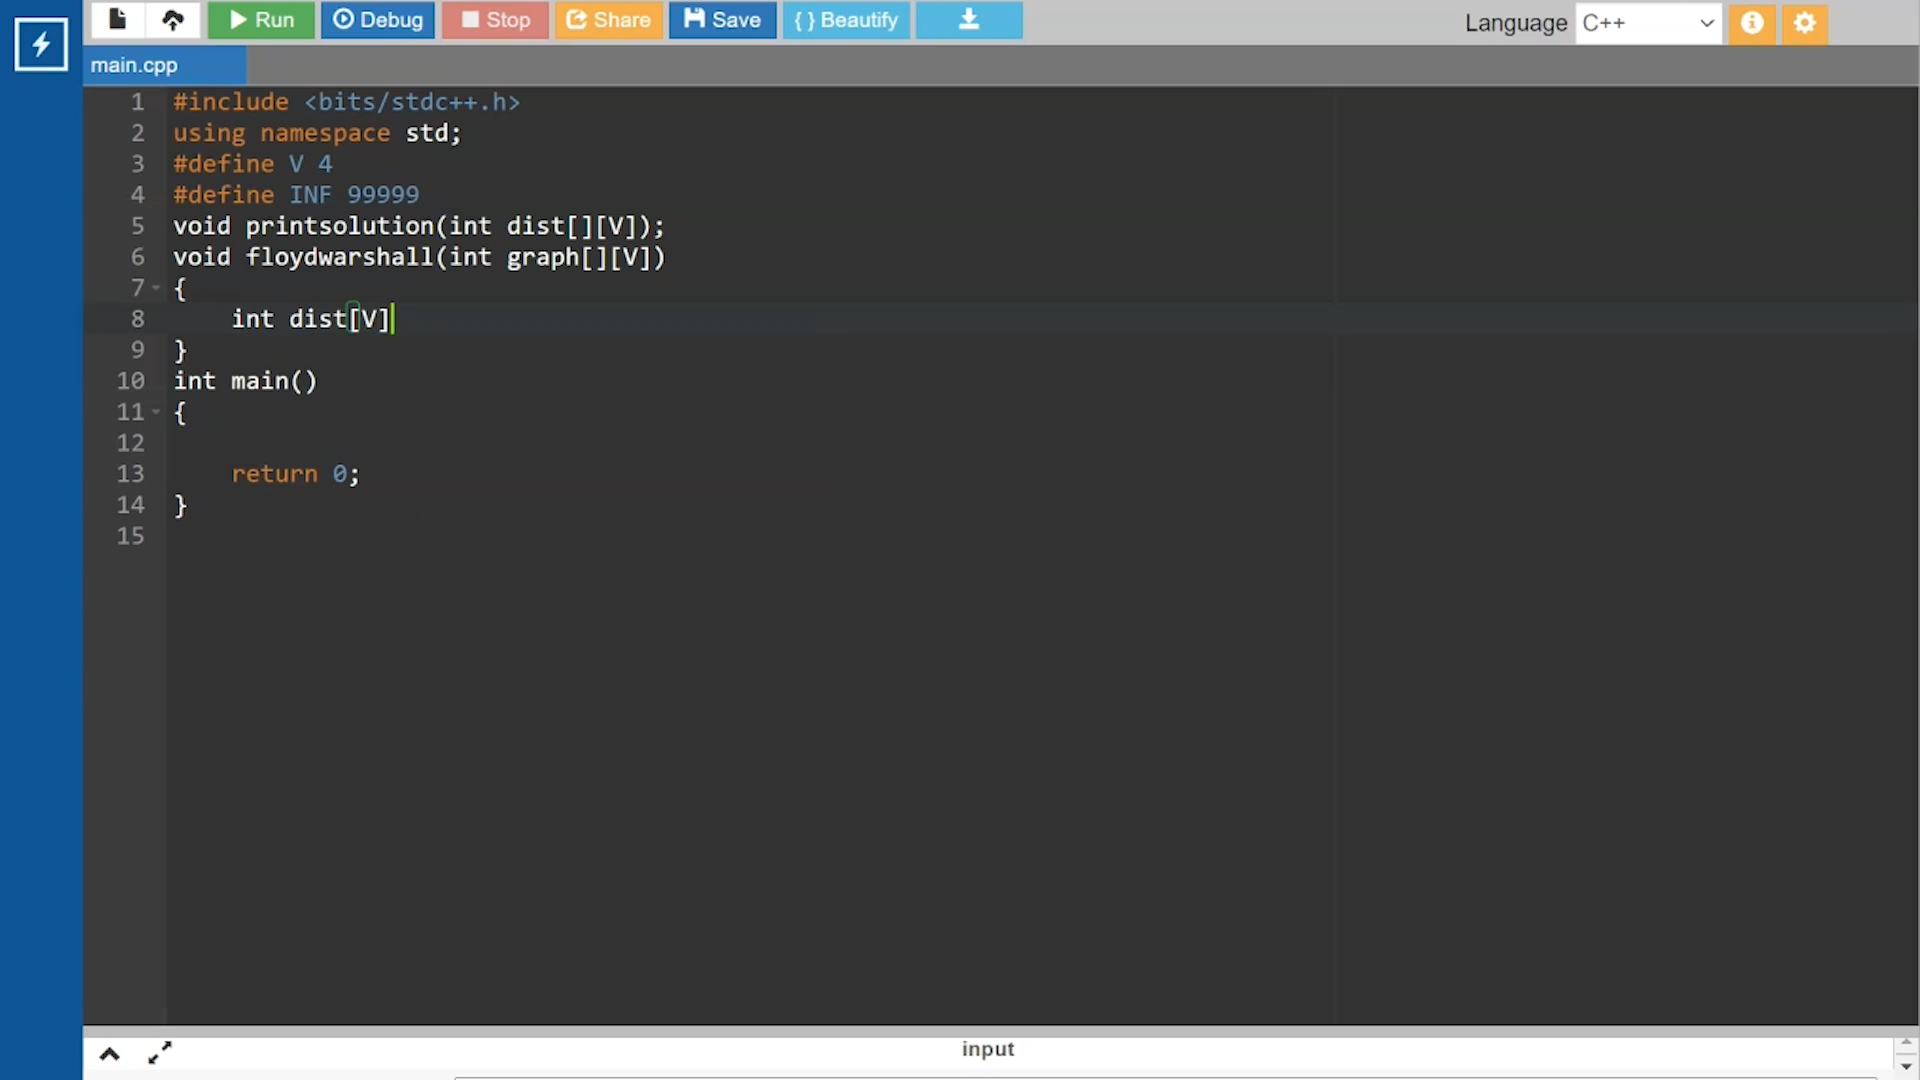 Run Debug Stop Share Save { } Beautify Language C++
main.cpp
1 #include <bits/stdc++.h>
2 using namespace std;
3 #define V 4
4 #define INF 99999
5 void printsolution(int dist[][V]);
6 void floydwarshall(int graph[][V])
7 {
8 int dist[V]
9 }
10 int main()
11 {
12
13 return 0;
14 }
15
input